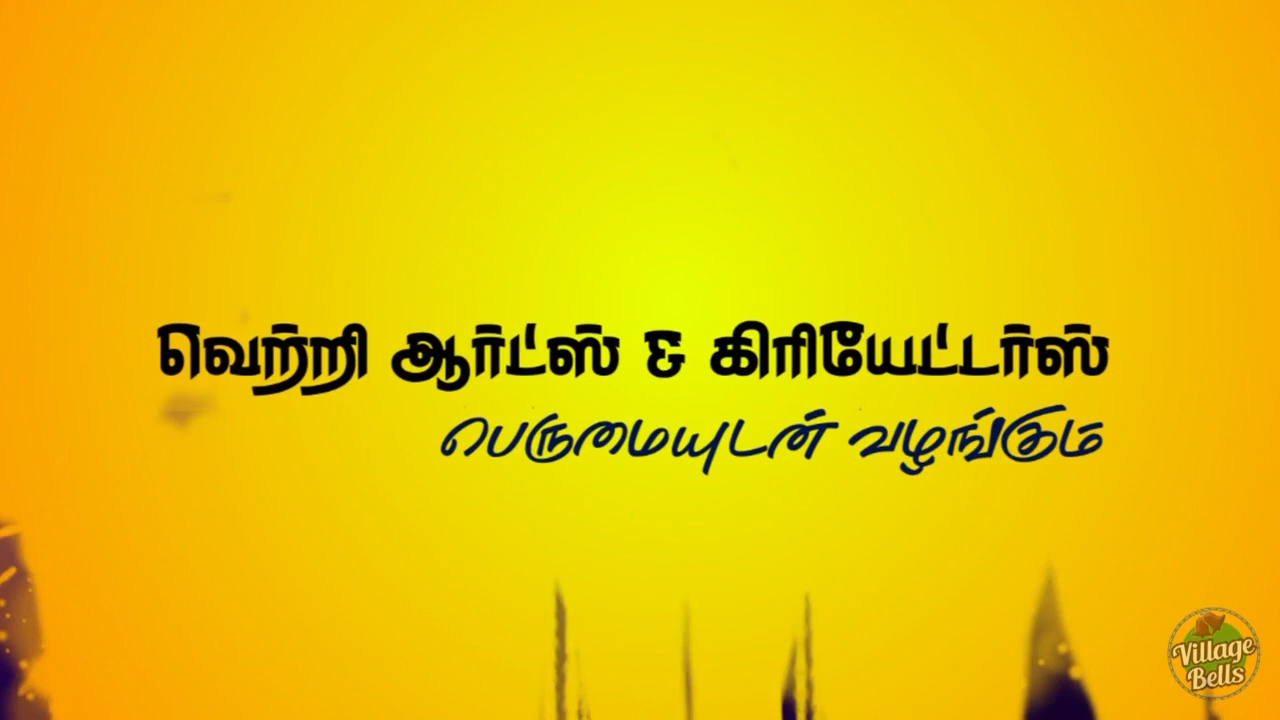 வெற்றி ஆர்ட்ஸ் & கிரியேட்டர்ஸ்
பெருமையுடன் வழங்கும்
Village
Bells